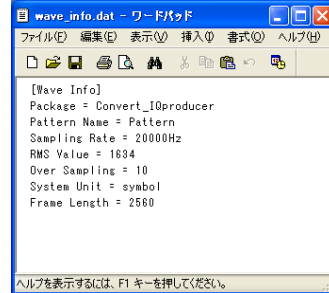 wave_info.dat - ワードパッド
ファイル(F) 編集(E) 表示(V) 挿入(I) 書式(O) ヘルプ(H)
[Wave Info]
Package = Convert_IQproducer
Pattern Name = Pattern
Sampling Rate = 20000Hz
RMS Value = 1634
Over Sampling = 10
System Unit = symbol
Frame Length = 2560
ヘルプを表示するには、F1 キーを押してください。